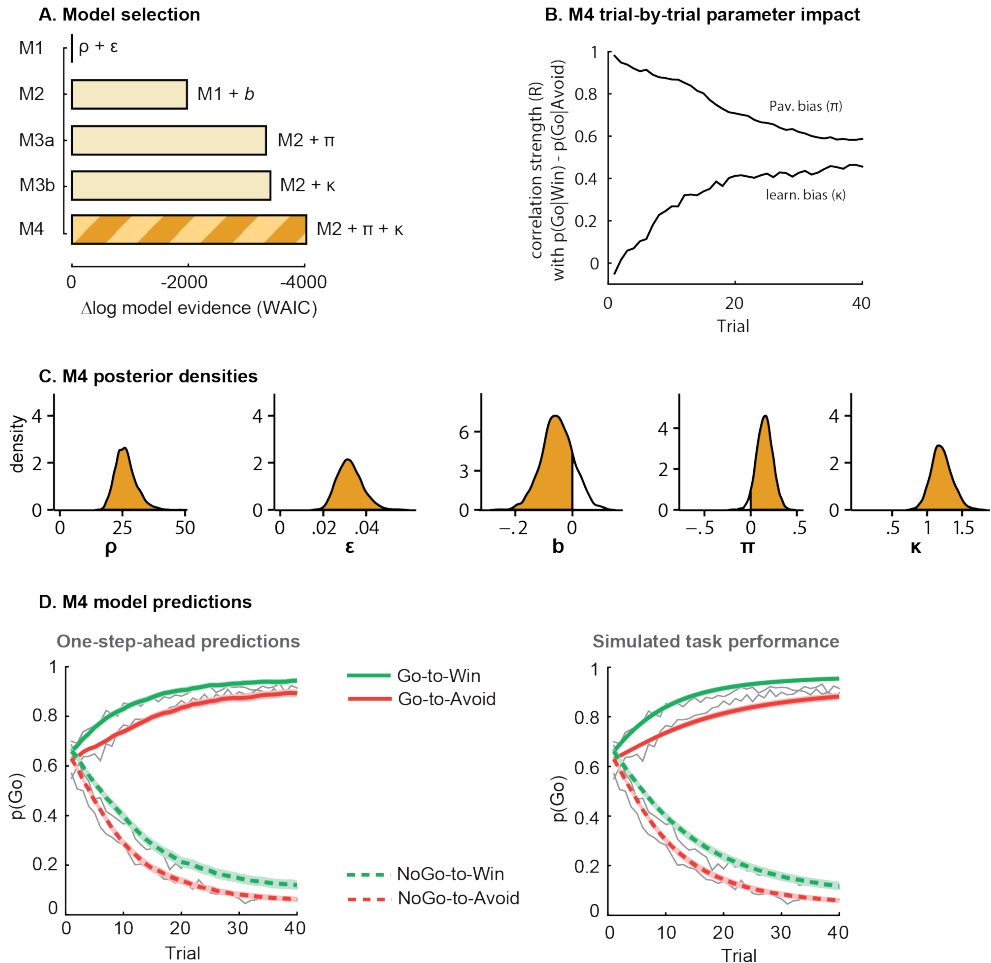 A. Model selection
M1
ρ + ε
M2
M1 + b
M3a
M2 + π
M3b
M2 + κ
M4
M2 + π + κ
0
-2000
-4000
Δlog model evidence (WAIC)
B. M4 trial-by-trial parameter impact
correlation strength (R)
with p(Go|Win) - p(Go|Avoid)
1
0.8
0.6
0.4
0.2
0
Pav. bias (π)
learn. bias (κ)
0
20
40
Trial
C. M4 posterior densities
density
4
2
0
0
25
50
ρ
4
2
0
0
.02
.04
ε
6
3
0
−.2
0
b
4
2
0
−.5
0
.5
π
4
2
0
.5
1
1.5
κ
D. M4 model predictions
One-step-ahead predictions
p(Go)
1
0.8
0.6
0.4
0.2
0
0
10
20
30
40
Trial
Go-to-Win
Go-to-Avoid
NoGo-to-Win
NoGo-to-Avoid
Simulated task performance
p(Go)
1
0.8
0.6
0.4
0.2
0
0
10
20
30
40
Trial